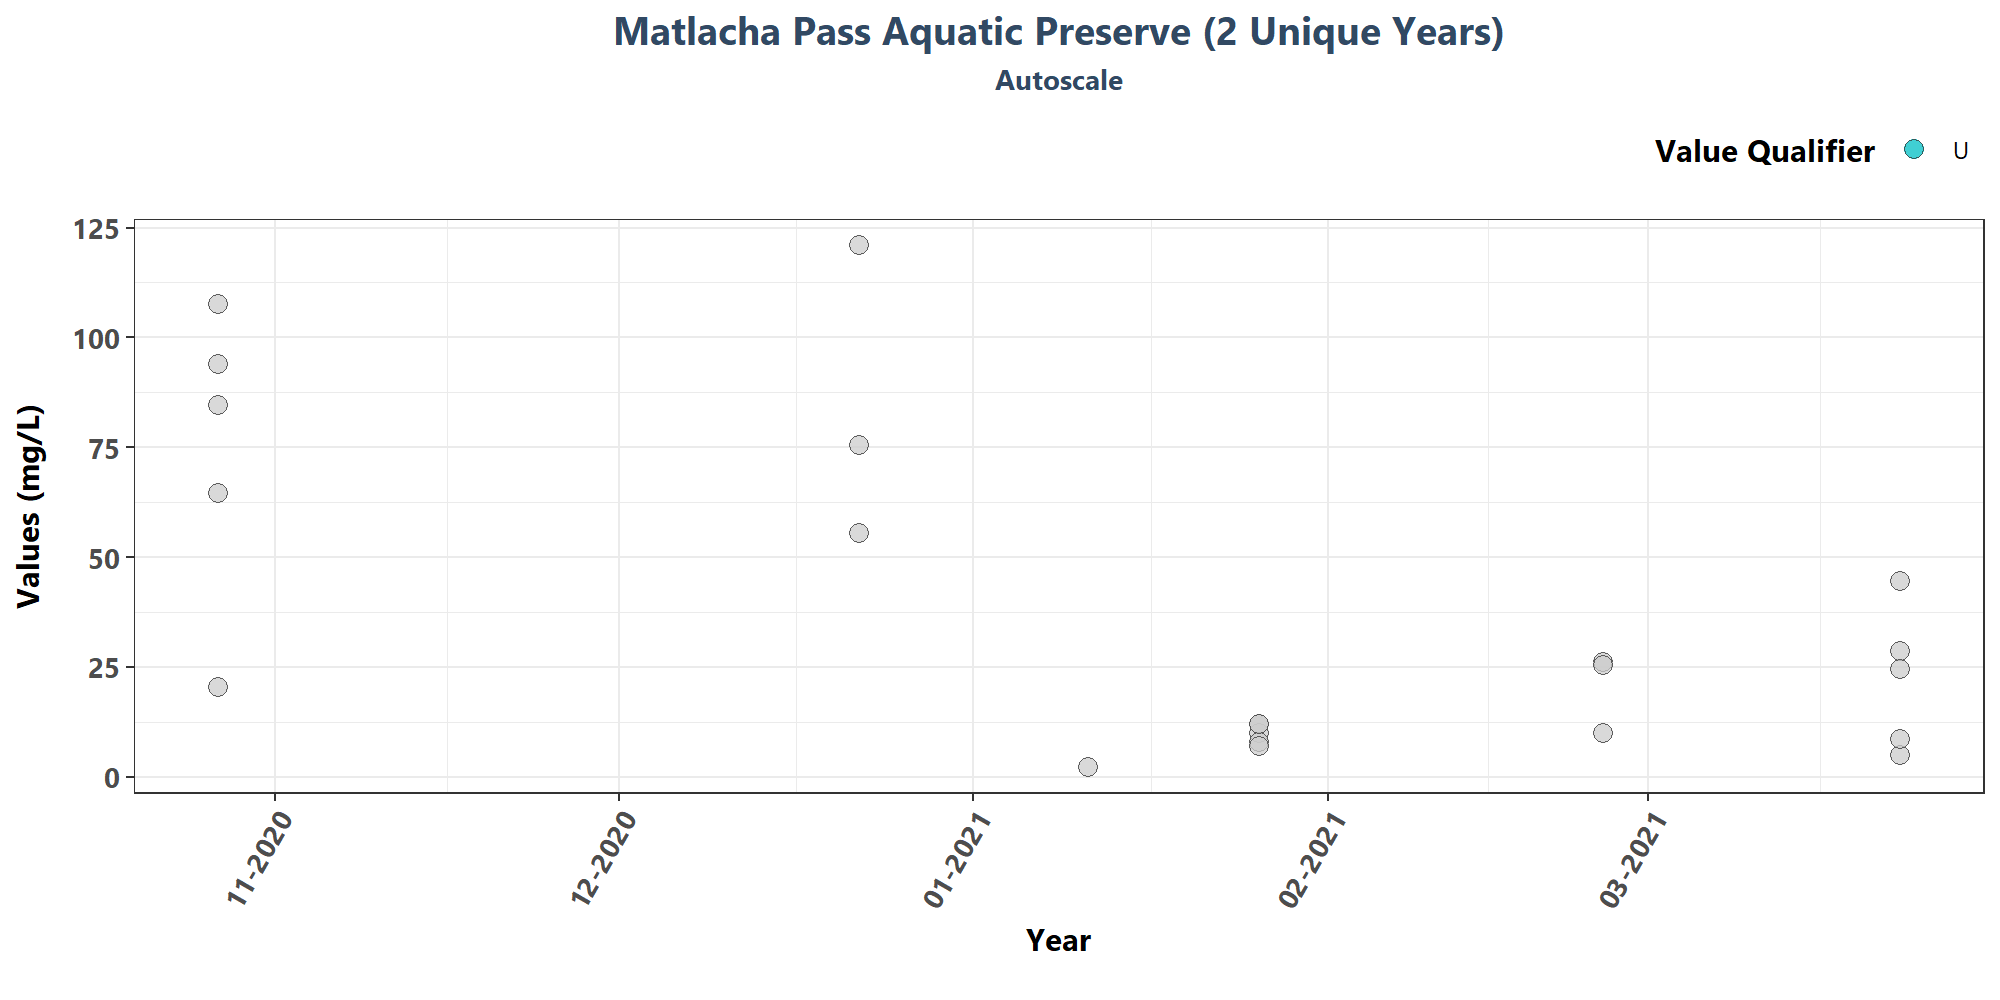 Matlacha Pass Aquatic Preserve (2 Unique Years)
Autoscale
Value Qualifier U
125
100
75
50
25
0
Values (mg/L)
11-2020
12-2020
01-2021
02-2021
03-2021
Year